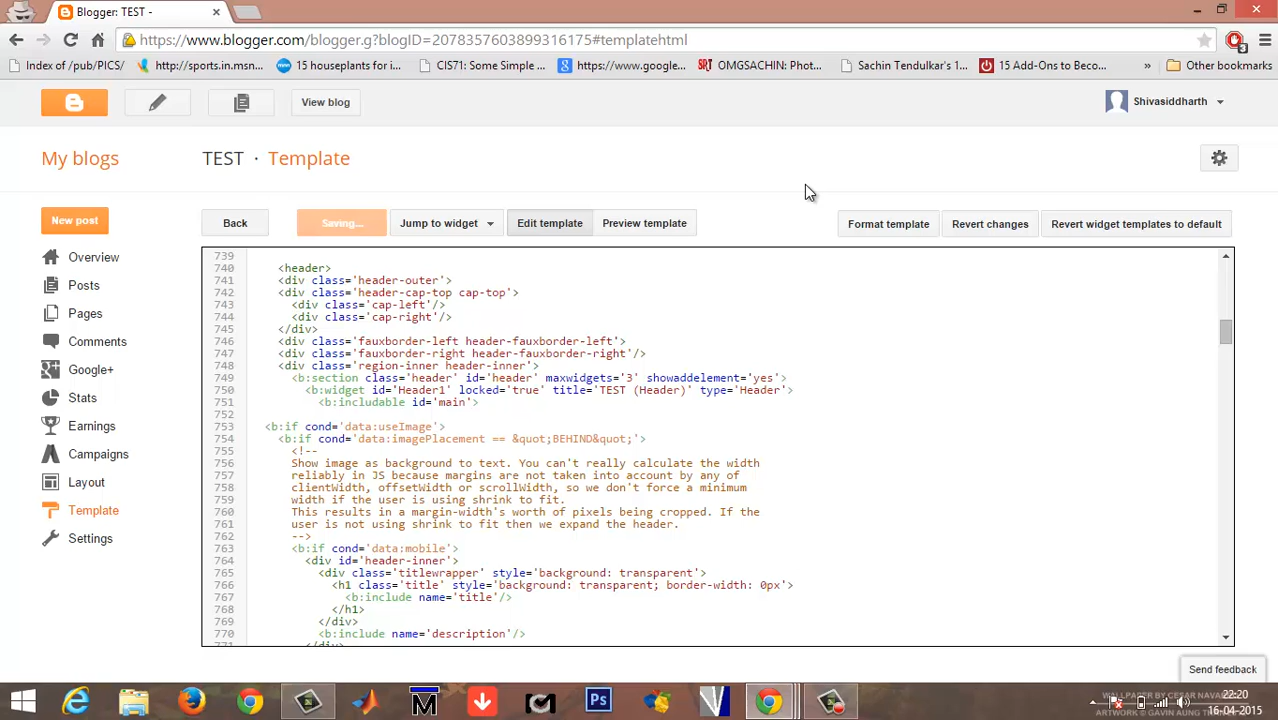 Blogger: TEST -
https://www.blogger.com/blogger.g?blogID=2078357603899316175#templatehtml
3
Index of /pub/PICS/
http://sports.in.msn...
15 houseplants for i...
CIS71: Some Simple ...
https://www.google...
SRT OMGSACHIN: Phot...
Sachin Tendulkar's 1...
15 Add-Ons to Beco...
»
Other bookmarks
View blog
Shivasiddharth
My blogs
TEST · Template
New post
Back
Saving...
Jump to widget
Edit template
Preview template
Format template
Revert changes
Revert widget templates to default
Overview
Posts
Pages
Comments
Google+
Stats
Earnings
Campaigns
Layout
Template
Settings
739
740 <header>
741 <div class='header-outer'>
742 <div class='header-cap-top cap-top'>
743 <div class='cap-left'/>
744 <div class='cap-right'/>
745 </div>
746 <div class='fauxborder-left header-fauxborder-left'>
747 <div class='fauxborder-right header-fauxborder-right'/>
748 <div class='region-inner header-inner'>
749 <b:section class='header' id='header' maxwidgets='3' showaddelement='yes'>
750 <b:widget id='Header1' locked='true' title='TEST (Header)' type='Header'>
751 <b:includable id='main'>
752
753 <b:if cond='data:useImage'>
754 <b:if cond='data:imagePlacement == &quot;BEHIND&quot;'>
755 <!--
756 Show image as background to text. You can't really calculate the width
757 reliably in JS because margins are not taken into account by any of
758 clientWidth, offsetWidth or scrollWidth, so we don't force a minimum
759 width if the user is using shrink to fit.
760 This results in a margin-width's worth of pixels being cropped. If the
761 user is not using shrink to fit then we expand the header.
762 -->
763 <b:if cond='data:mobile'>
764 <div id='header-inner'>
765 <div class='titlewrapper' style='background: transparent'>
766 <h1 class='title' style='background: transparent; border-width: 0px'>
767 <b:include name='title'/>
768 </h1>
769 </div>
770 <b:include name='description'/>
771 </div>
Send feedback
Ps
22:20
16-04-2015